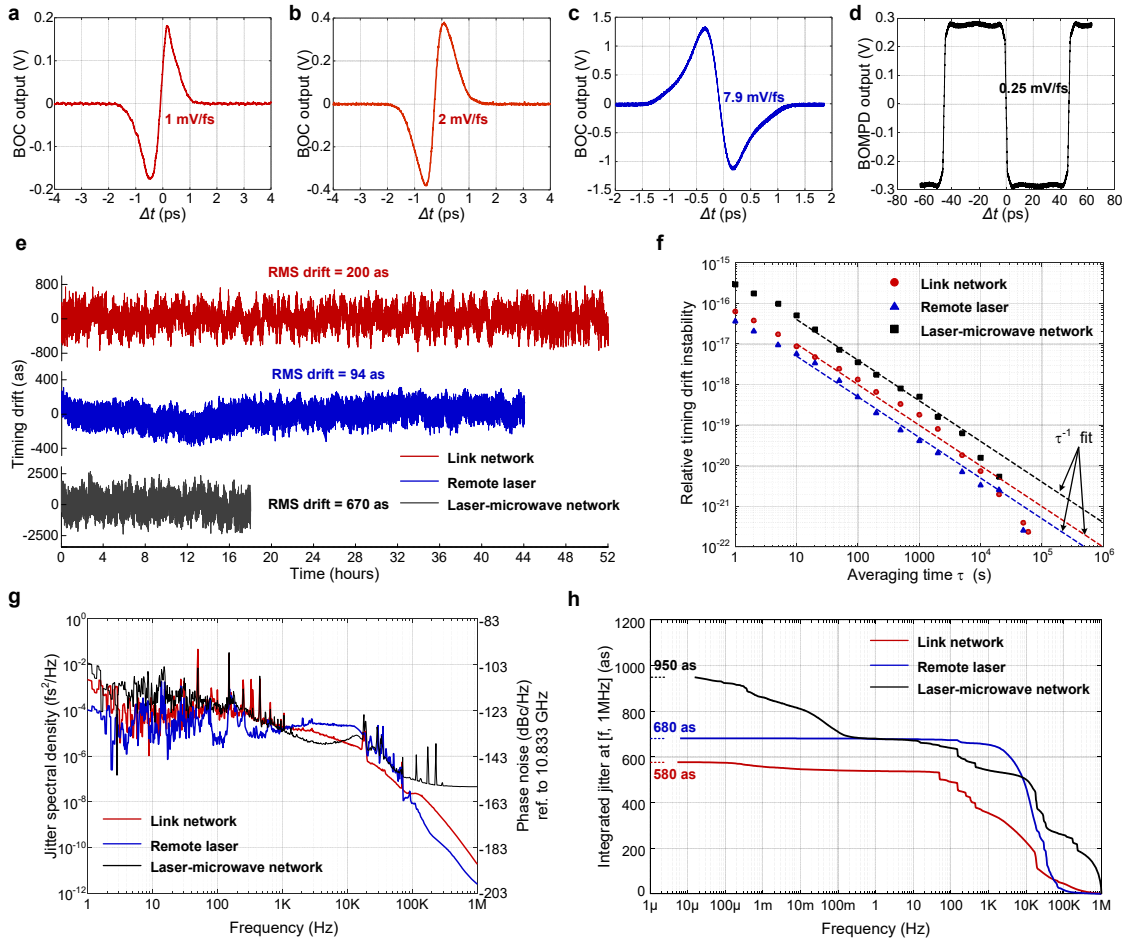 a
BOC output (V)
0.2
0.1
0
-0.1
-0.2
1 mV/fs
-4 -3 -2 -1 0 1 2 3 4
Δt (ps)
b
BOC output (V)
0.4
0.2
0
-0.2
-0.4
2 mV/fs
-4 -3 -2 -1 0 1 2 3 4
Δt (ps)
c
BOC output (V)
1.5
1
0.5
0
-0.5
-1
-1.5
7.9 mV/fs
-2 -1.5 -1 -0.5 0 0.5 1 1.5 2
Δt (ps)
d
BOMPD output (V)
0.3
0.2
0.1
0
-0.1
-0.2
-0.3
0.25 mV/fs
-80 -60 -40 -20 0 20 40 60 80
Δt (ps)
e
Timing drift (as)
RMS drift = 200 as
800
0
-800
RMS drift = 94 as
400
0
-400
2500
0
-2500
RMS drift = 670 as
Link network
Remote laser
Laser-microwave network
0 4 8 12 16 20 24 28 32 36 40 44 48 52
Time (hours)
f
Relative timing drift instability
10⁻¹⁵
10⁻¹⁶
10⁻¹⁷
10⁻¹⁸
10⁻¹⁹
10⁻²⁰
10⁻²¹
10⁻²²
Link network
Remote laser
Laser-microwave network
τ⁻¹ fit
1 10 100 1000 10⁴ 10⁵ 10⁶
Averaging time τ (s)
g
Jitter spectral density (fs²/Hz)
10⁰
10⁻²
10⁻⁴
10⁻⁶
10⁻⁸
10⁻¹⁰
10⁻¹²
-83
-103
-123
-143
-163
-183
-203
Phase noise (dBc/Hz)
ref. to 10.833 GHz
Link network
Remote laser
Laser-microwave network
1 10 100 1K 10K 100K 1M
Frequency (Hz)
h
Integrated jitter at [f, 1MHz] (as)
1200
1000
800
600
400
200
0
950 as
680 as
580 as
Link network
Remote laser
Laser-microwave network
1μ 10μ 100μ 1m 10m 100m 1 10 100 1K 10K 100K 1M
Frequency (Hz)